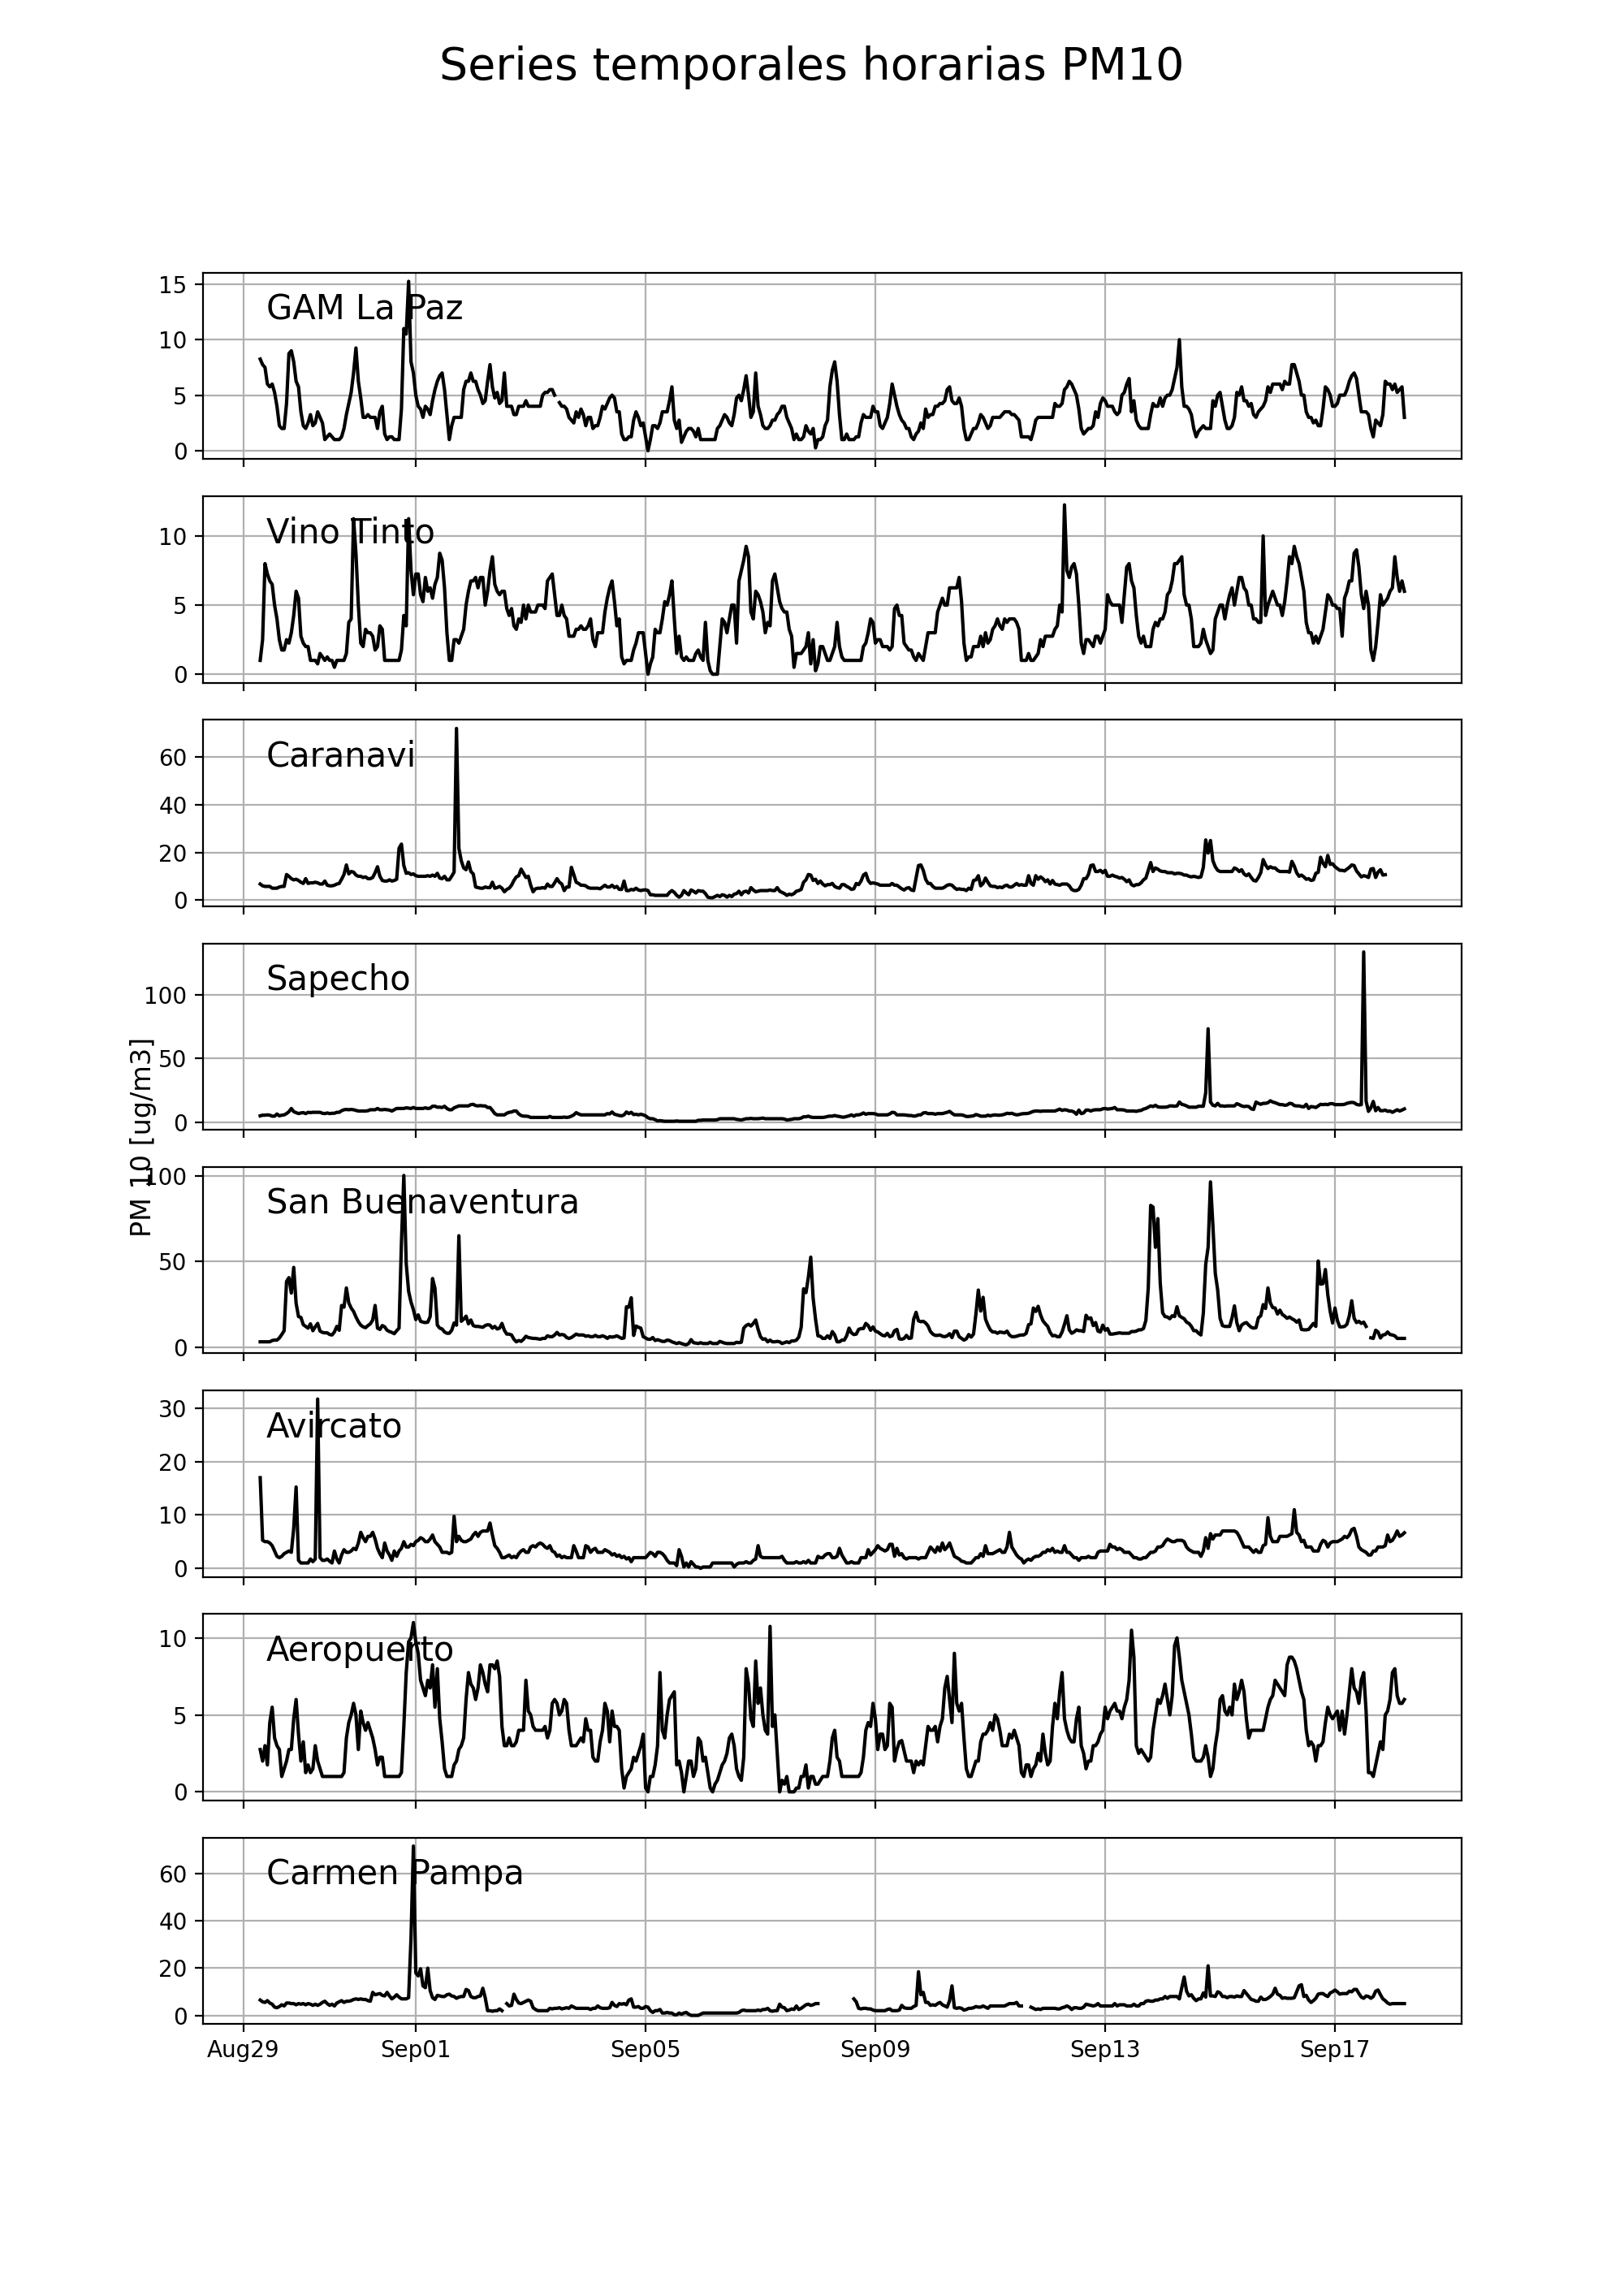 Series temporales horarias PM10
PM 10 [ug/m3]
GAM La Paz
15
10
5
0
Vino Tinto
10
5
0
Caranavi
60
40
20
0
Sapecho
100
50
0
San Buenaventura
100
50
0
Avircato
30
20
10
0
Aeropuerto
10
5
0
Carmen Pampa
60
40
20
0
Aug29 Sep01 Sep05 Sep09 Sep13 Sep17